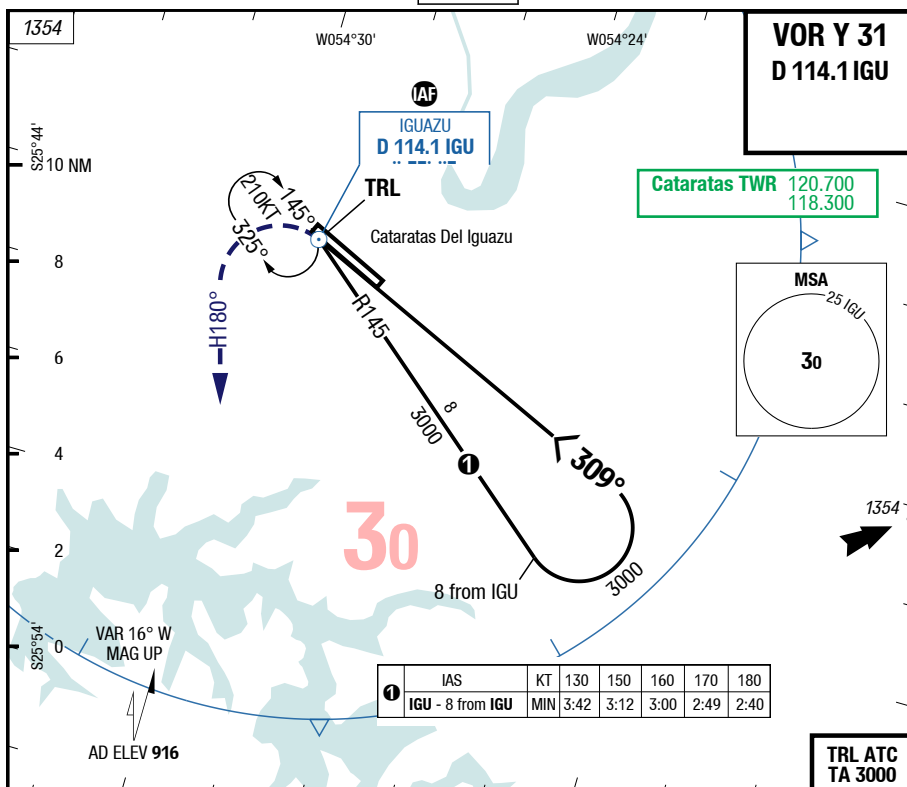 1354
W054°30'
W054°24'
VOR Y 31
D 114.1 IGU
IAF
IGUAZU
D 114.1 IGU
S25°44'
10 NM
TRL
Cataratas TWR 120.700
118.300
145°
210KT
325°
Cataratas Del Iguazu
8
MSA
25 IGU
30
H180°
R145
6
8
3000
4
1
309°
1354
30
2
8 from IGU
3000
S25°54'
0
VAR 16° W
MAG UP
1 IAS KT 130 150 160 170 180
IGU - 8 from IGU MIN 3:42 3:12 3:00 2:49 2:40
AD ELEV 916
TRL ATC
TA 3000